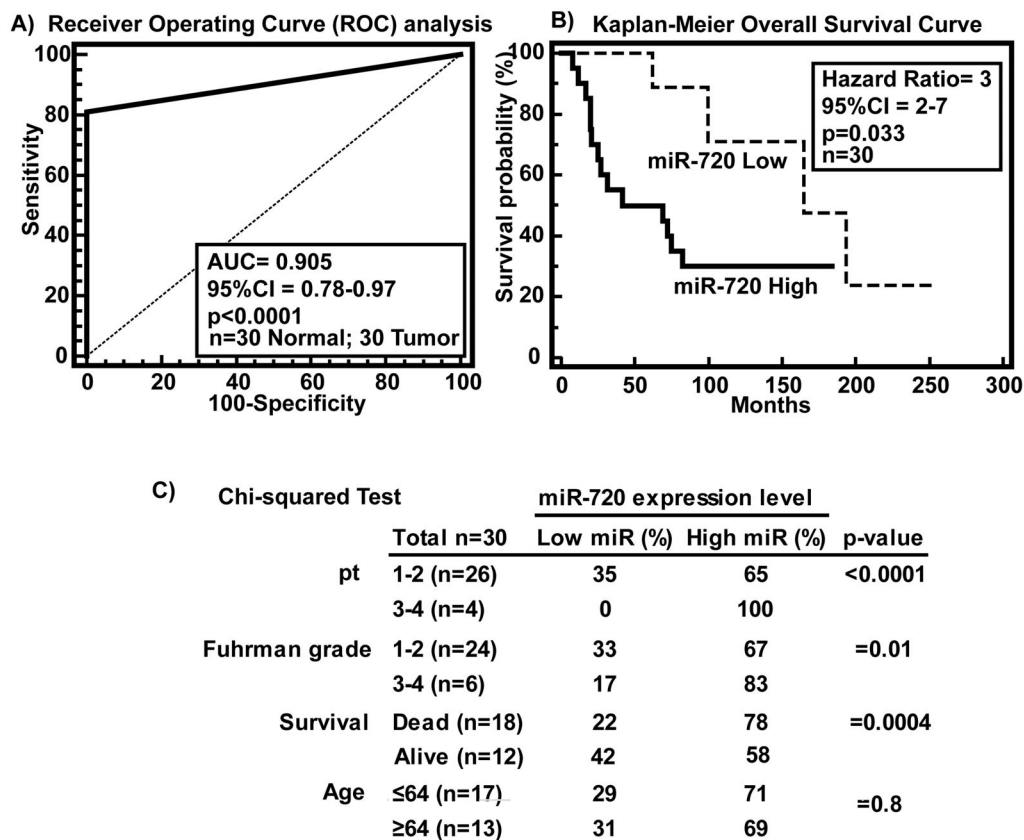 A) Receiver Operating Curve (ROC) analysis
100
80
60
40
20
0
Sensitivity
AUC= 0.905
95%CI = 0.78-0.97
p<0.0001
n=30 Normal; 30 Tumor
0 20 40 60 80 100
100-Specificity
B) Kaplan-Meier Overall Survival Curve
100
80
60
40
20
0
Survival probability (%)
Hazard Ratio= 3
95%CI = 2-7
p=0.033
n=30
miR-720 Low
miR-720 High
0 50 100 150 200 250 300
Months
C) Chi-squared Test miR-720 expression level
Total n=30 Low miR (%) High miR (%) p-value
pt 1-2 (n=26) 35 65 <0.0001
3-4 (n=4) 0 100
Fuhrman grade 1-2 (n=24) 33 67 =0.01
3-4 (n=6) 17 83
Survival Dead (n=18) 22 78 =0.0004
Alive (n=12) 42 58
Age ≤64 (n=17) 29 71 =0.8
≥64 (n=13) 31 69